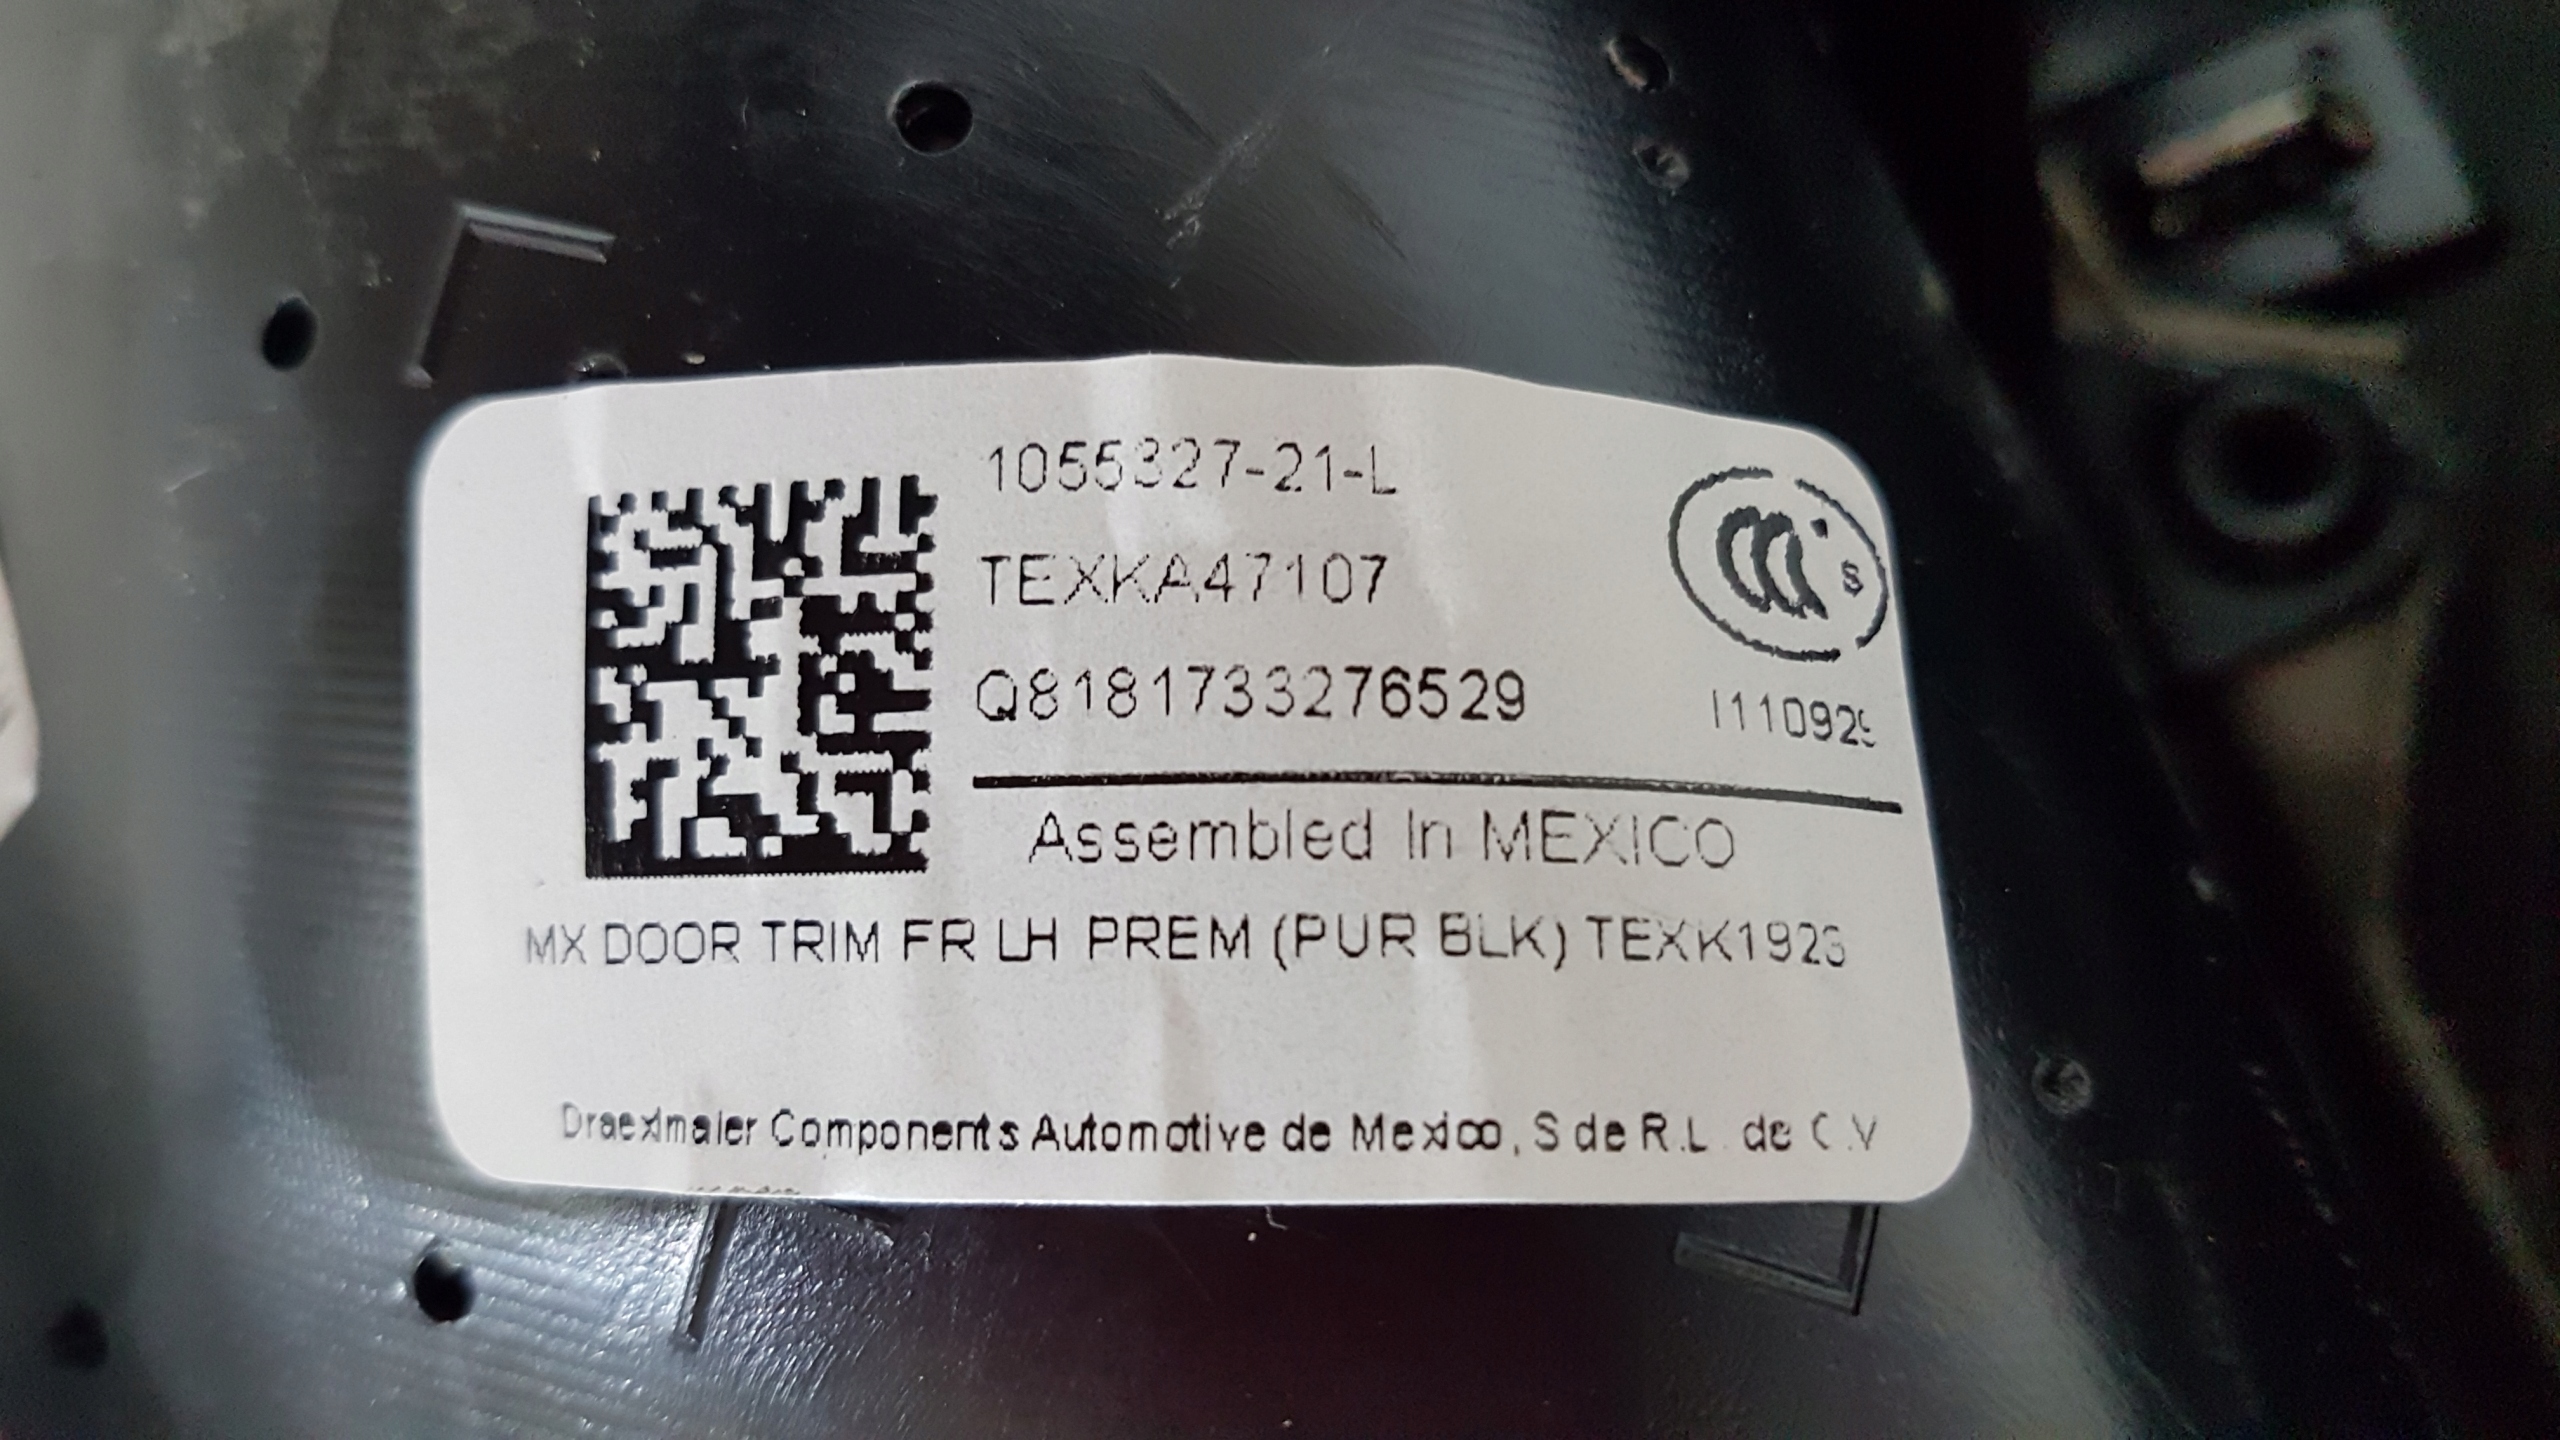 1055327-21-L
TEXKA47107
Q8181733276529
S
Assembled In MEXICO
MX DOOR TRIM FR LH PREM (PUR BLK) TEXK1923
Draexlmaier Components Automotive de Mexico, S de R.L. de C.V